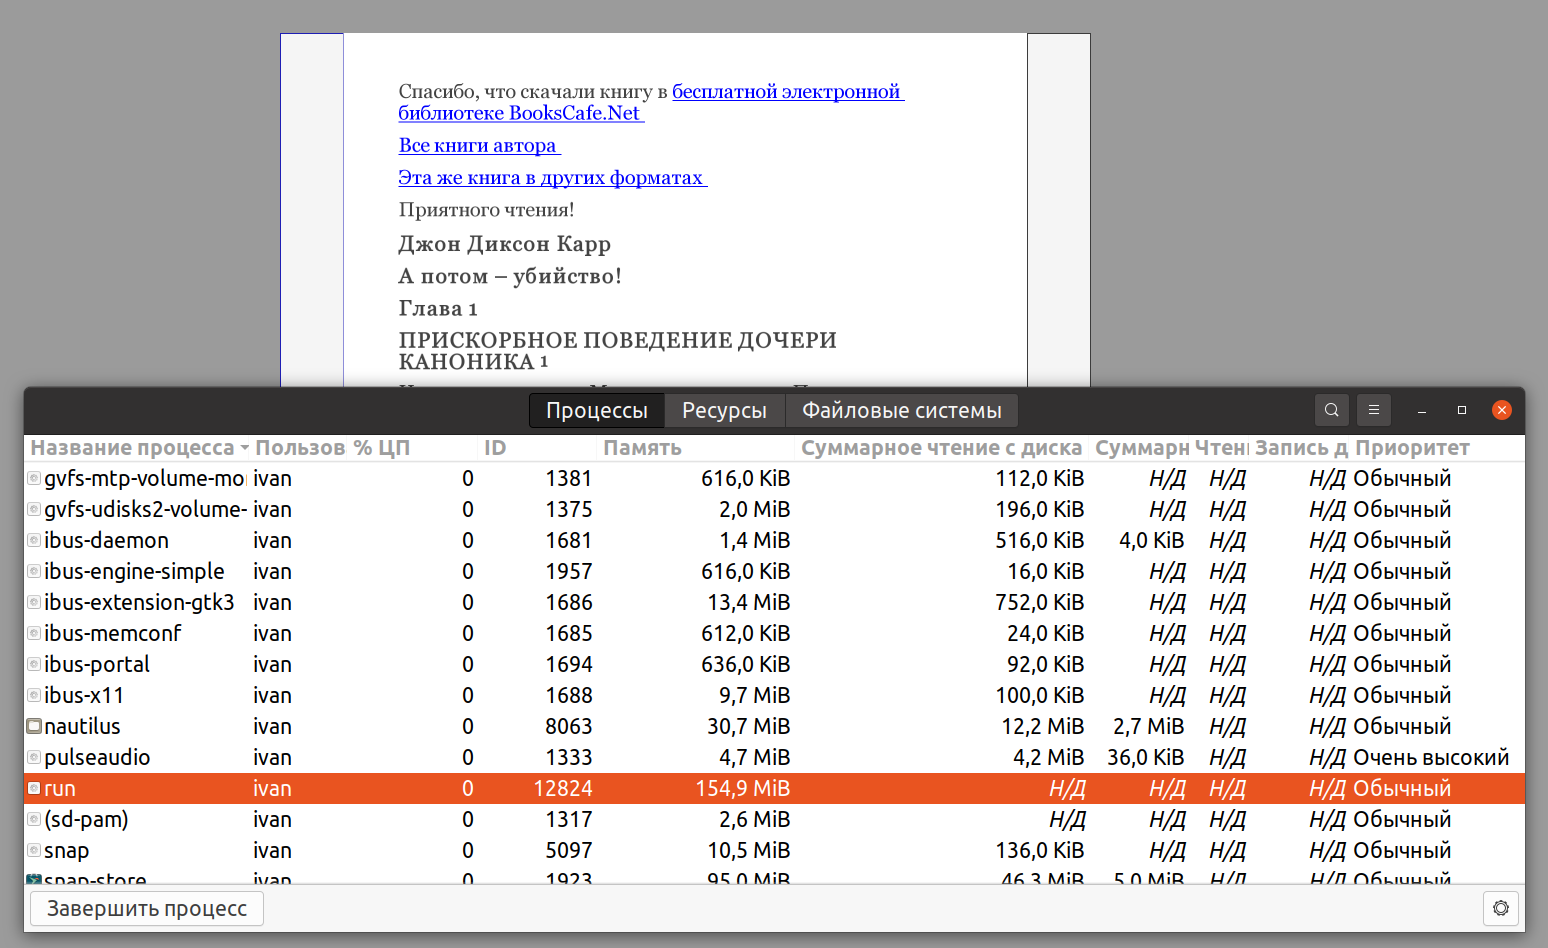 Спасибо, что скачали книгу в бесплатной электронной
библиотеке BooksCafe.Net
Все книги автора
Эта же книга в других форматах
Приятного чтения!
Джон Диксон Карр
А потом – убийство!
Глава 1
ПРИСКОРБНОЕ ПОВЕДЕНИЕ ДОЧЕРИ
КАНОНИКА 1
Процессы Ресурсы Файловые системы
Название процесса Пользов % ЦП ID Память Суммарное чтение с диска Суммарн Чтен Запись д Приоритет
gvfs-mtp-volume-mo ivan 0 1381 616,0 KiB 112,0 KiB Н/Д Н/Д Н/Д Обычный
gvfs-udisks2-volume- ivan 0 1375 2,0 MiB 196,0 KiB Н/Д Н/Д Н/Д Обычный
ibus-daemon ivan 0 1681 1,4 MiB 516,0 KiB 4,0 KiB Н/Д Н/Д Обычный
ibus-engine-simple ivan 0 1957 616,0 KiB 16,0 KiB Н/Д Н/Д Н/Д Обычный
ibus-extension-gtk3 ivan 0 1686 13,4 MiB 752,0 KiB Н/Д Н/Д Н/Д Обычный
ibus-memconf ivan 0 1685 612,0 KiB 24,0 KiB Н/Д Н/Д Н/Д Обычный
ibus-portal ivan 0 1694 636,0 KiB 92,0 KiB Н/Д Н/Д Н/Д Обычный
ibus-x11 ivan 0 1688 9,7 MiB 100,0 KiB Н/Д Н/Д Н/Д Обычный
nautilus ivan 0 8063 30,7 MiB 12,2 MiB 2,7 MiB Н/Д Н/Д Обычный
pulseaudio ivan 0 1333 4,7 MiB 4,2 MiB 36,0 KiB Н/Д Н/Д Очень высокий
run ivan 0 12824 154,9 MiB Н/Д Н/Д Н/Д Н/Д Обычный
(sd-pam) ivan 0 1317 2,6 MiB Н/Д Н/Д Н/Д Н/Д Обычный
snap ivan 0 5097 10,5 MiB 136,0 KiB Н/Д Н/Д Н/Д Обычный
snap-store ivan 0 1923 95,0 MiB 46,3 MiB 5,0 MiB Н/Д Н/Д Обычный
Завершить процесс